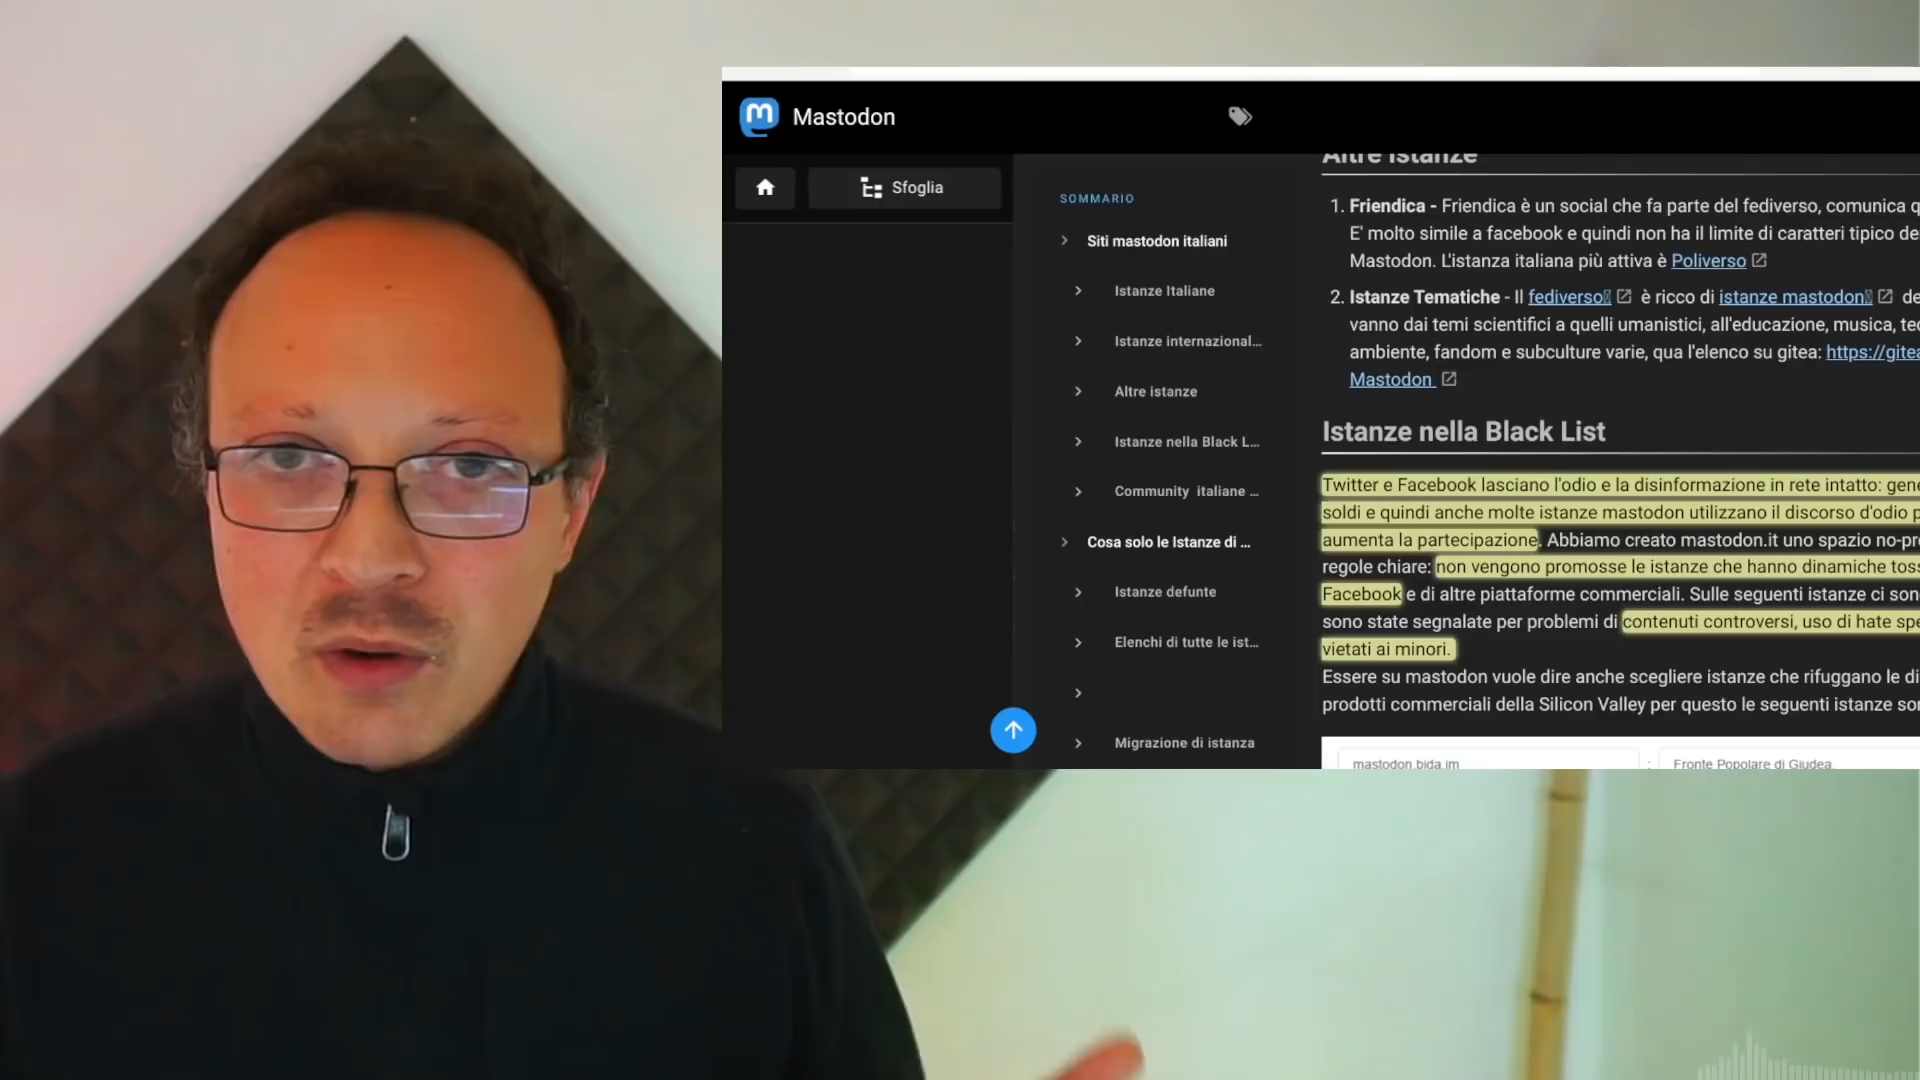 Mastodon
Sfoglia
SOMMARIO
Siti mastodon italiani
Istanze Italiane
Istanze internazional...
Altre istanze
Istanze nella Black L...
Community italiane ...
Cosa solo le Istanze di ...
Istanze defunte
Elenchi di tutte le ist...
Migrazione di istanza
Altre istanze
1. Friendica - Friendica è un social che fa parte del fediverso, comunica
E' molto simile a facebook e quindi non ha il limite di caratteri tipico
Mastodon. L'istanza italiana più attiva è Poliverso
2. Istanze Tematiche - Il fediverso è ricco di istanze mastodon
vanno dai temi scientifici a quelli umanistici, all'educazione, musica,
ambiente, fandom e subculture varie, qua l'elenco su gitea: https://gitea
Mastodon
Istanze nella Black List
Twitter e Facebook lasciano l'odio e la disinformazione in rete intatto:
soldi e quindi anche molte istanze mastodon utilizzano il discorso d'odio
aumenta la partecipazione. Abbiamo creato mastodon.it uno spazio
regole chiare: non vengono promosse le istanze che hanno dinamiche
Facebook e di altre piattaforme commerciali. Sulle seguenti istanze ci
sono state segnalate per problemi di contenuti controversi, uso di hate
vietati ai minori.
Essere su mastodon vuole dire anche scegliere istanze che rifuggano le
prodotti commerciali della Silicon Valley per questo le seguenti istanze
mastodon.bida.im : Fronte Popolare di Giudea.